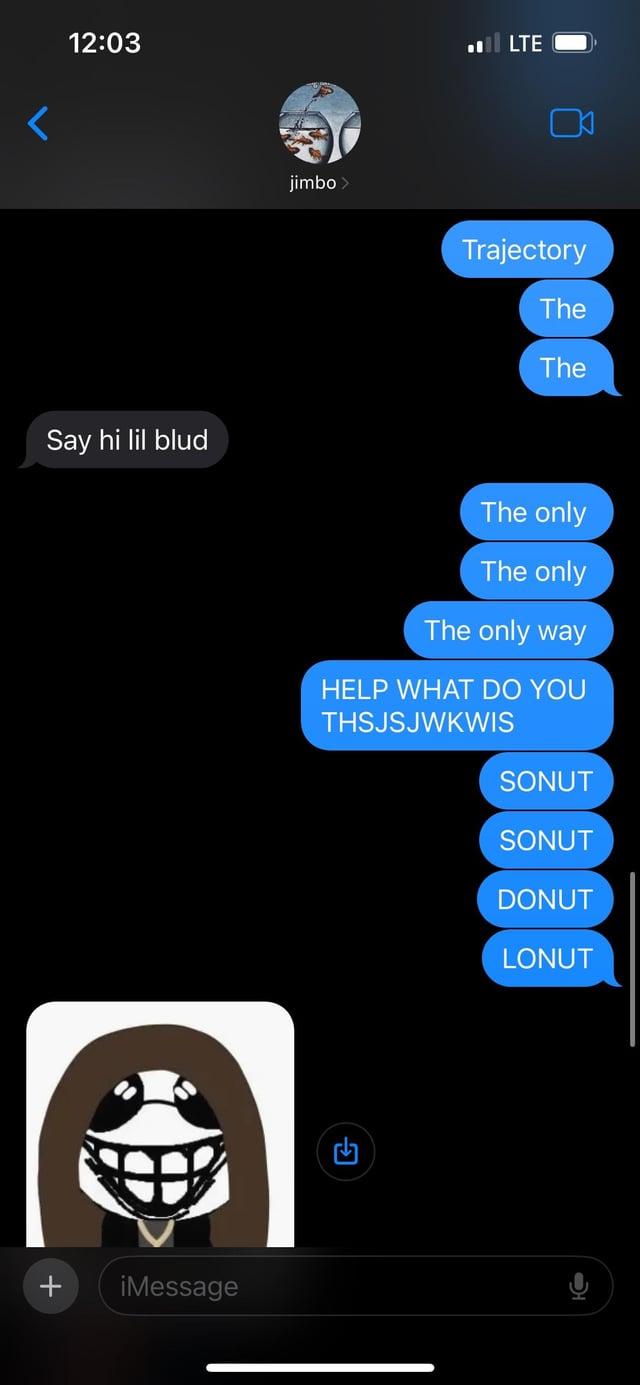 12:03
LTE
jimbo
Trajectory
The
The
Say hi lil blud
The only
The only
The only way
HELP WHAT DO YOU
THSJSJWKWIS
SONUT
SONUT
DONUT
LONUT
iMessage